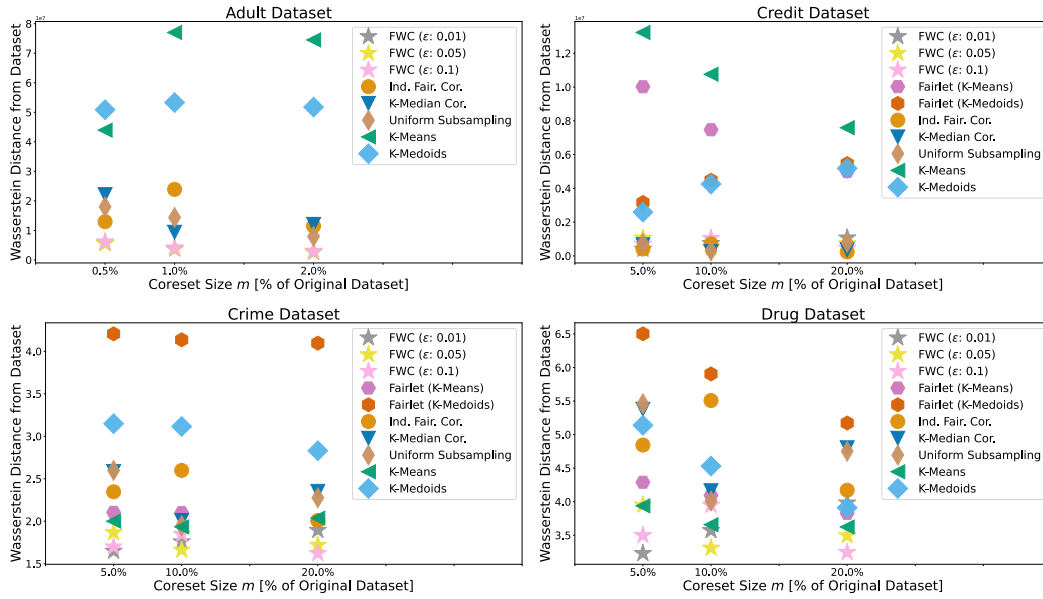 Adult Dataset
1e7
Wasserstein Distance from Dataset
8
7
6
5
4
3
2
1
0
0.5%
1.0%
2.0%
Coreset Size m [% of Original Dataset]
FWC (ε: 0.01)
FWC (ε: 0.05)
FWC (ε: 0.1)
Ind. Fair. Cor.
K-Median Cor.
Uniform Subsampling
K-Means
K-Medoids
Credit Dataset
1e7
Wasserstein Distance from Dataset
1.2
1.0
0.8
0.6
0.4
0.2
0.0
5.0%
10.0%
20.0%
Coreset Size m [% of Original Dataset]
FWC (ε: 0.01)
FWC (ε: 0.05)
FWC (ε: 0.1)
Fairlet (K-Means)
Fairlet (K-Medoids)
Ind. Fair. Cor.
K-Median Cor.
Uniform Subsampling
K-Means
K-Medoids
Crime Dataset
Wasserstein Distance from Dataset
4.0
3.5
3.0
2.5
2.0
1.5
5.0%
10.0%
20.0%
Coreset Size m [% of Original Dataset]
FWC (ε: 0.01)
FWC (ε: 0.05)
FWC (ε: 0.1)
Fairlet (K-Means)
Fairlet (K-Medoids)
Ind. Fair. Cor.
K-Median Cor.
Uniform Subsampling
K-Means
K-Medoids
Drug Dataset
Wasserstein Distance from Dataset
6.5
6.0
5.5
5.0
4.5
4.0
3.5
5.0%
10.0%
20.0%
Coreset Size m [% of Original Dataset]
FWC (ε: 0.01)
FWC (ε: 0.05)
FWC (ε: 0.1)
Fairlet (K-Means)
Fairlet (K-Medoids)
Ind. Fair. Cor.
K-Median Cor.
Uniform Subsampling
K-Means
K-Medoids